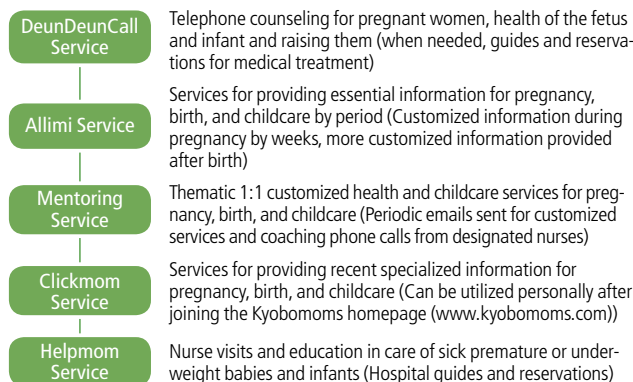 DeunDeunCall
Service
Telephone counseling for pregnant women, health of the fetus
and infant and raising them (when needed, guides and reserva-
tions for medical treatment)
Allimi Service
Services for providing essential information for pregnancy,
birth, and childcare by period (Customized information during
pregnancy by weeks, more customized information provided
after birth)
Mentoring
Service
Thematic 1:1 customized health and childcare services for preg-
nancy, birth, and childcare (Periodic emails sent for customized
services and coaching phone calls from designated nurses)
Clickmom
Service
Services for providing recent specialized information for
pregnancy, birth, and childcare (Can be utilized personally after
joining the Kyobomoms homepage (www.kyobomoms.com))
Helpmom
Service
Nurse visits and education in care of sick premature or under-
weight babies and infants (Hospital guides and reservations)